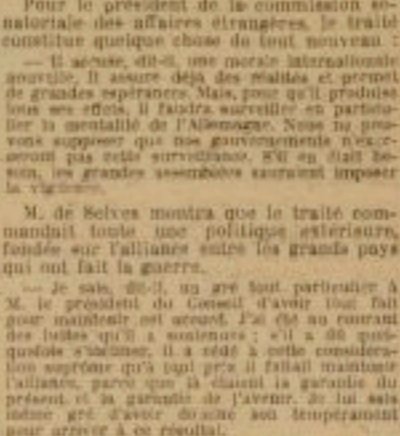 Pour le président de la commission sé-
natoriale des affaires étrangères, le traité
constitue quelque chose de tout nouveau :
— Il accuse, dit-il, une morale internationale
nouvelle, il assure déjà des réalités et permet
de grandes espérances. Mais, pour qu'il produise
tous ses effets, il faudra surveiller en particu-
lier la mentalité de l'Allemagne. Nous ne pou-
vons supposer que nos gouvernements n'exer-
ceront pas cette surveillance. S'il en était be-
soin, les grandes assemblées sauraient imposer
la vigilance.
M. de Selves montra que le traité com-
mandait toute une politique extérieure,
fondée sur l'alliance entre les grands pays
qui ont fait la guerre.
— Je sais, dit-il, un gré tout particulier à
M. le président du Conseil d'avoir tout fait
pour maintenir cet accord. J'ai été au courant
des luttes qu'il a soutenues ; s'il a dû quel-
quefois s'incliner, il a cédé à cette considéra-
tion suprême qu'à tout prix il fallait maintenir
l'alliance, parce que là étaient la garantie du
présent et la garantie de l'avenir. Je lui sais
même gré d'avoir son tempérament
pour arriver à ce résultat.